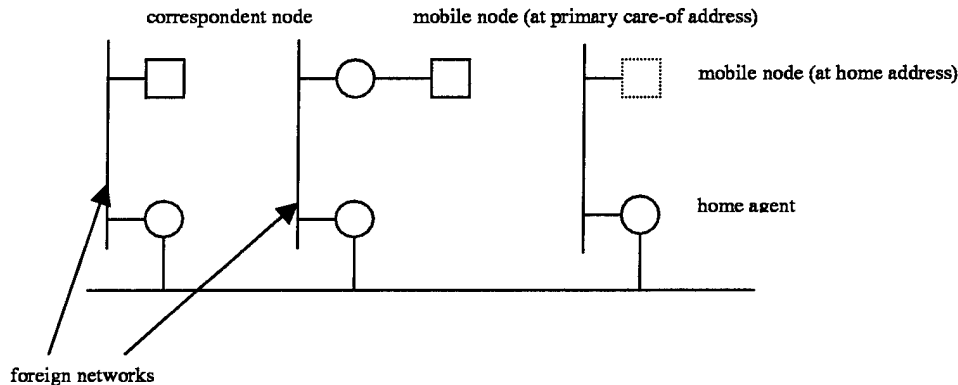 correspondent node
mobile node (at primary care-of address)
mobile node (at home address)
home agent
foreign networks